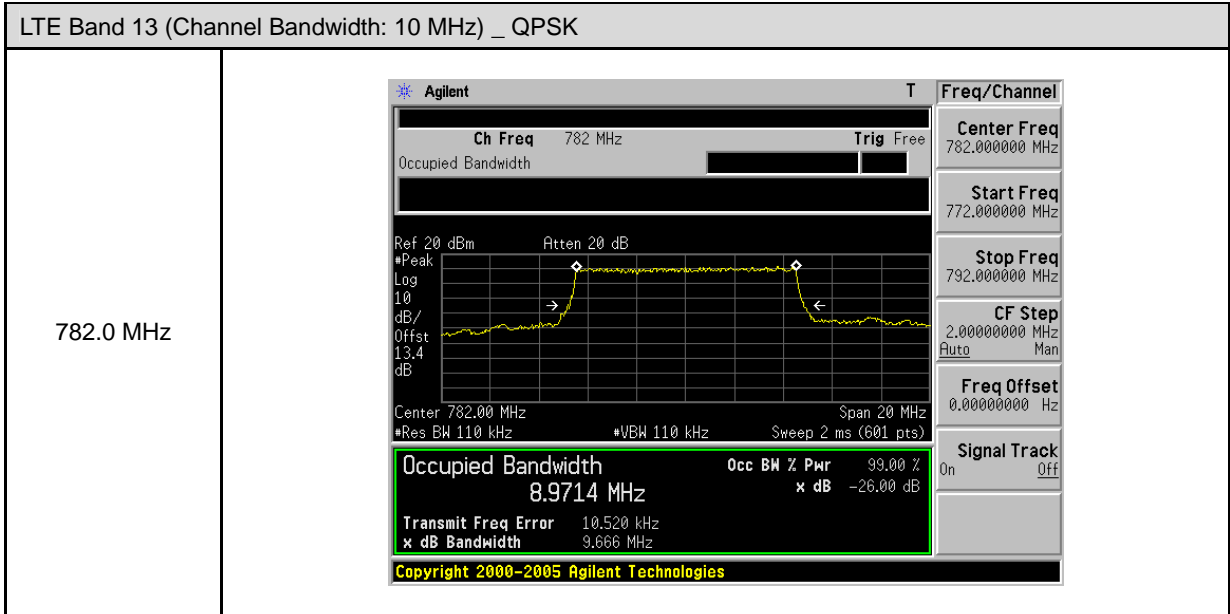 LTE Band 13 (Channel Bandwidth: 10 MHz) _ QPSK
782.0 MHz
Agilent T
Ch Freq 782 MHz Trig Free
Occupied Bandwidth
Ref 20 dBm Atten 20 dB
#Peak
Log
10
dB/
Offst
13.4
dB
Center 782.00 MHz Span 20 MHz
#Res BW 110 kHz #VBW 110 kHz Sweep 2 ms (601 pts)
Occupied Bandwidth Occ BW % Pwr 99.00 %
8.9714 MHz x dB -26.00 dB
Transmit Freq Error 10.520 kHz
x dB Bandwidth 9.666 MHz
Copyright 2000-2005 Agilent Technologies
Freq/Channel
Center Freq
782.000000 MHz
Start Freq
772.000000 MHz
Stop Freq
792.000000 MHz
CF Step
2.00000000 MHz
Auto Man
Freq Offset
0.00000000 Hz
Signal Track
On Off